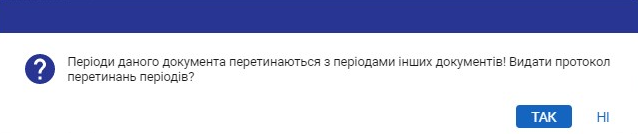 Періоди даного документа перетинаються з періодами інших документів! Видати протокол
перетинань періодів?
ТАК
НІ